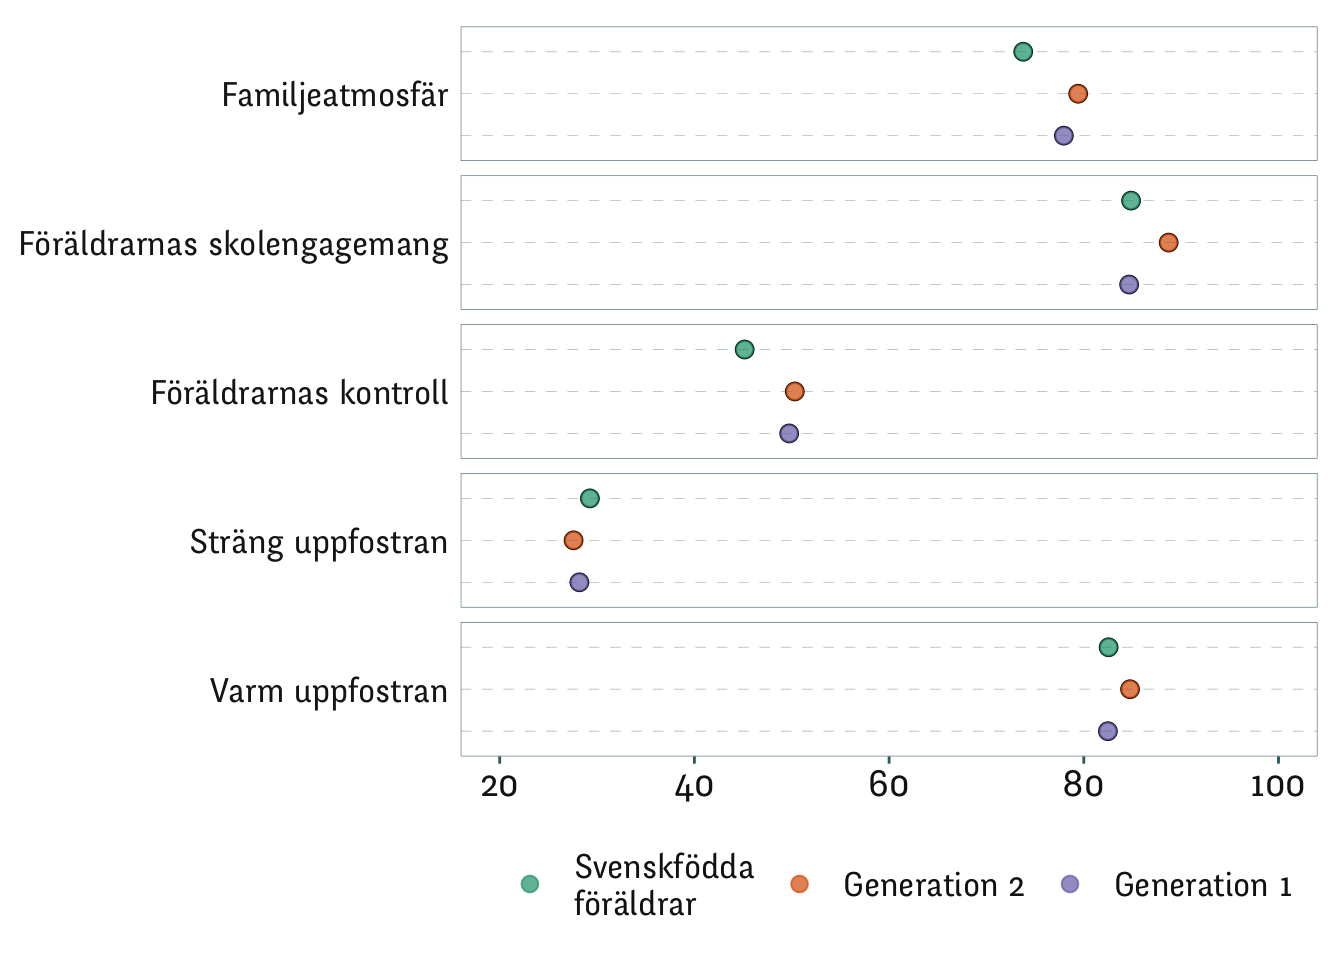 Familjeatmosfär
Föräldrarnas skolengagemang
Föräldrarnas kontroll
Sträng uppfostran
Varm uppfostran
20 40 60 80 100
Svenskfödda
föräldrar
Generation 2
Generation 1